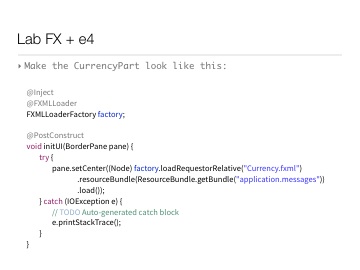 Lab FX + e4
Make the CurrencyPart look like this:
@Inject
@FXMLLoader
FXMLLoaderFactory factory;
@PostConstruct
void initUI(BorderPane pane) {
try {
pane.setCenter((Node) factory.loadRequestorRelative("Currency.fxml")
.resourceBundle(ResourceBundle.getBundle("application.messages"))
.load());
} catch (IOException e) {
// TODO Auto-generated catch block
e.printStackTrace();
}
}